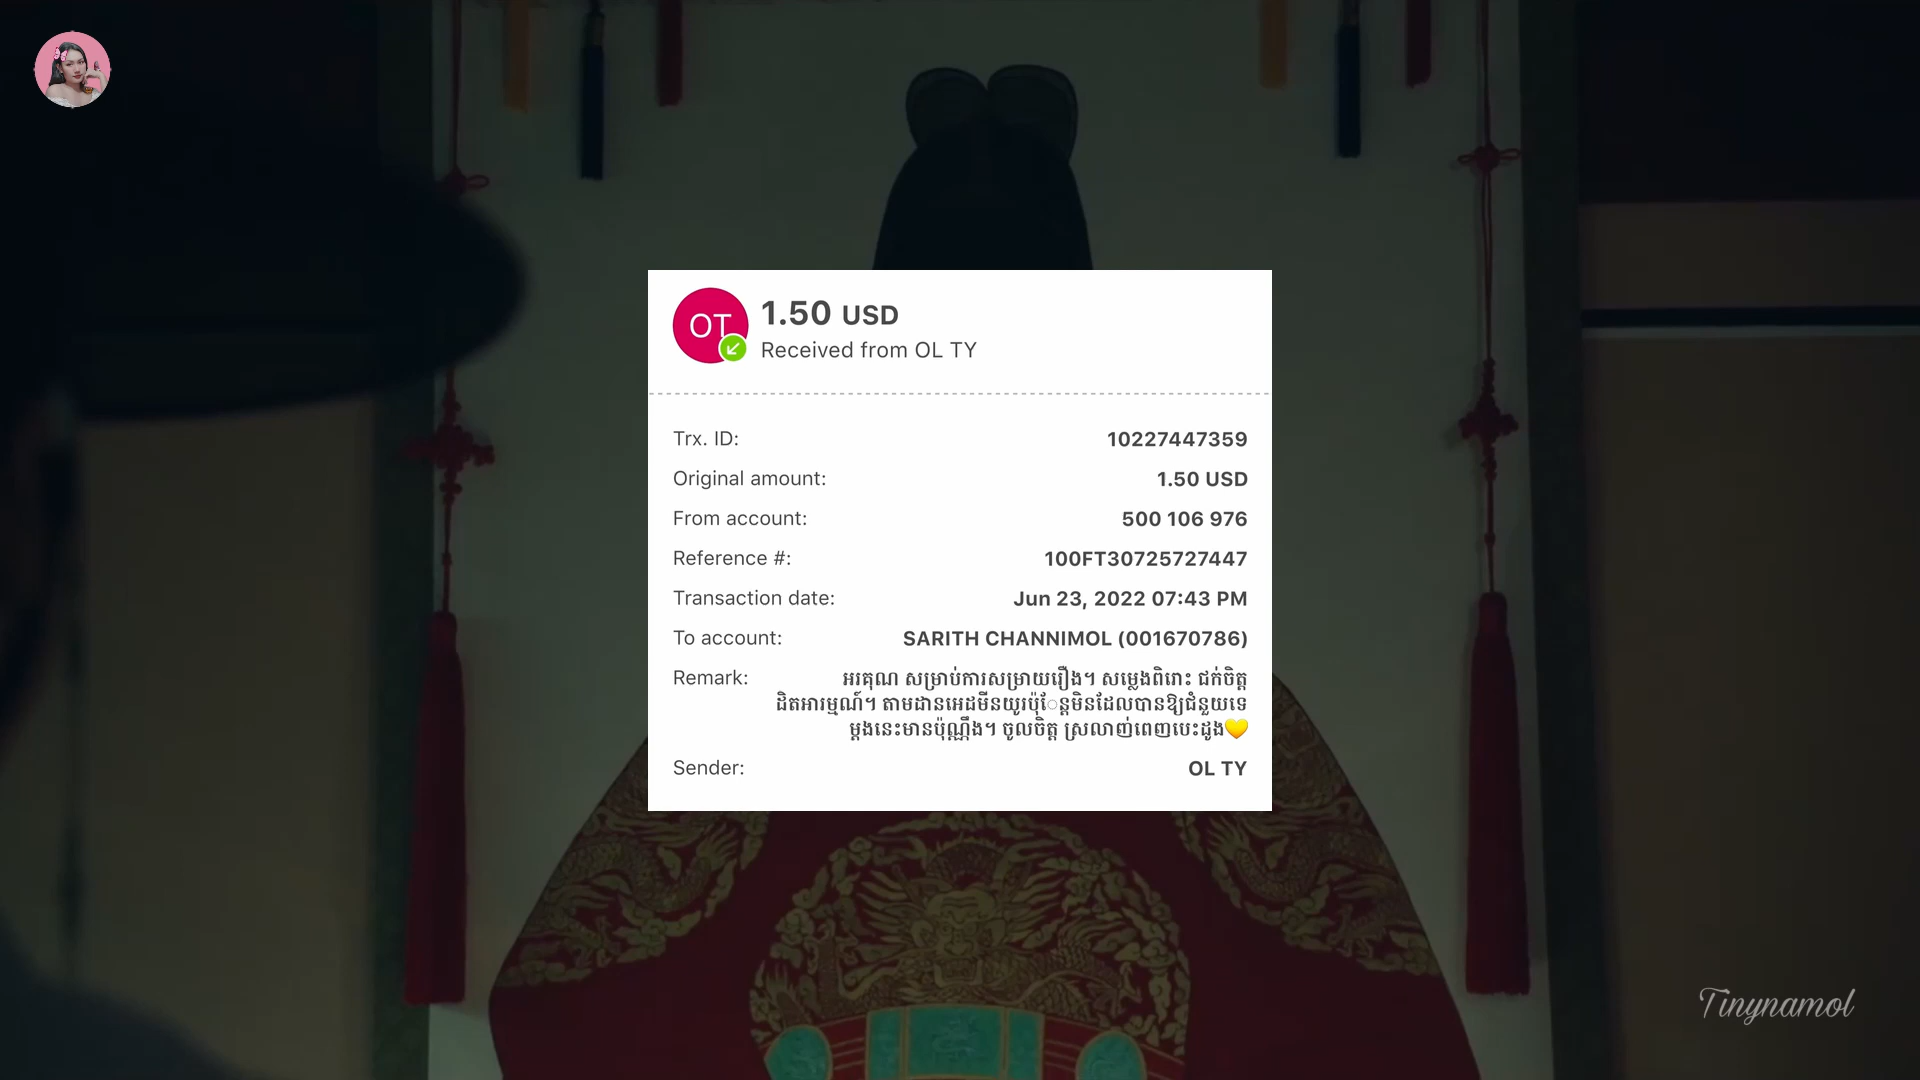 OT
1.50 USD
Received from OL TY
Trx. ID: 10227447359
Original amount: 1.50 USD
From account: 500 106 976
Reference #: 100FT30725727447
Transaction date: Jun 23, 2022 07:43 PM
To account: SARITH CHANNIMOL (001670786)
Remark: អរគុណ សម្រាប់ការសម្រាយរឿង។ សម្លេងពិរោះ ជក់ចិត្ត
ដិតអារម្មណ៍។ តាមដានអេដមីនយូរប៉ុែន្តមិនដែលបានឱ្យជំនួយទេ
ម្ដងនេះមានប៉ុណ្ណឹង។ ចូលចិត្ត ស្រលាញ់ពេញបេះដូង💛
Sender: OL TY
Tinynamol